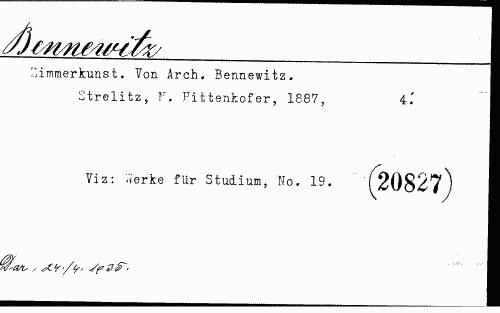 Bennewitz
Zimmerkunst. Von Arch. Bennewitz.
Strelitz, M. Hittenkofer, 1887, 4.°
Viz: Werke für Studium, No. 19. (20827)
Dar, 24./4. 1935.